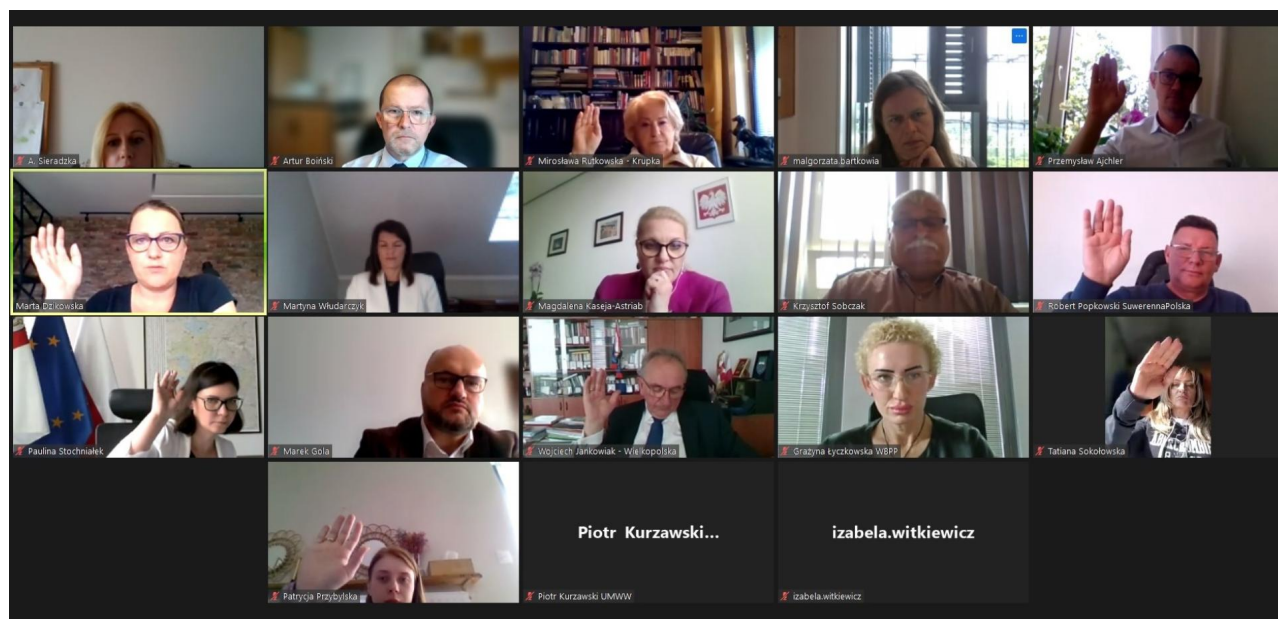 A. Sieradzka
Artur Boiński
Mirosława Rutkowska - Krupka
malgorzata.bartkowia
Przemysław Ajchler
Marta Dzikowska
Martyna Włudarczyk
Magdalena Kaseja-Astriab
Krzysztof Sobczak
Robert Popkowski SuwerennaPolska
Paulina Stochniałek
Marek Gola
Wojciech Jankowiak - Wielkopolska
Grażyna Łyczkowska WBPP
Tatiana Sokołowska
Patrycja Przybylska
Piotr Kurzawski...
Piotr Kurzawski UMWW
izabela.witkiewicz
izabela.witkiewicz